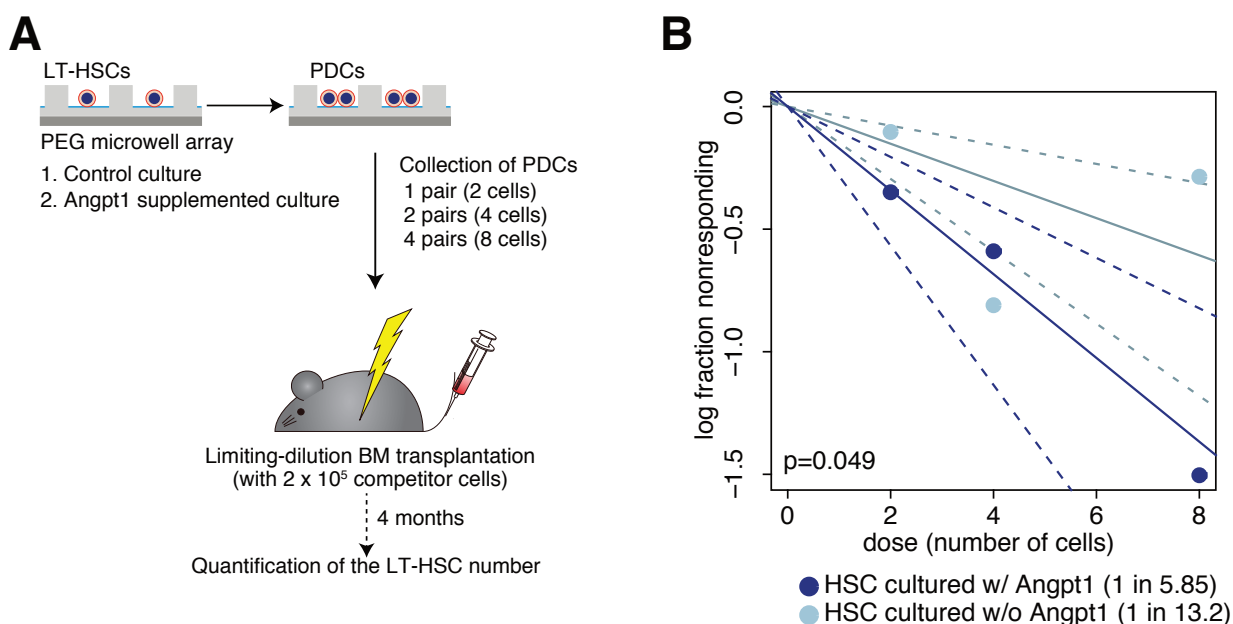 A
LT-HSCs
PDCs
PEG microwell array
1. Control culture
2. Angpt1 supplemented culture
Collection of PDCs
1 pair (2 cells)
2 pairs (4 cells)
4 pairs (8 cells)
Limiting-dilution BM transplantation
(with 2 x 10⁵ competitor cells)
4 months
Quantification of the LT-HSC number
B
log fraction nonresponding
0.0
−0.5
−1.0
−1.5
p=0.049
0 2 4 6 8
dose (number of cells)
HSC cultured w/ Angpt1 (1 in 5.85)
HSC cultured w/o Angpt1 (1 in 13.2)